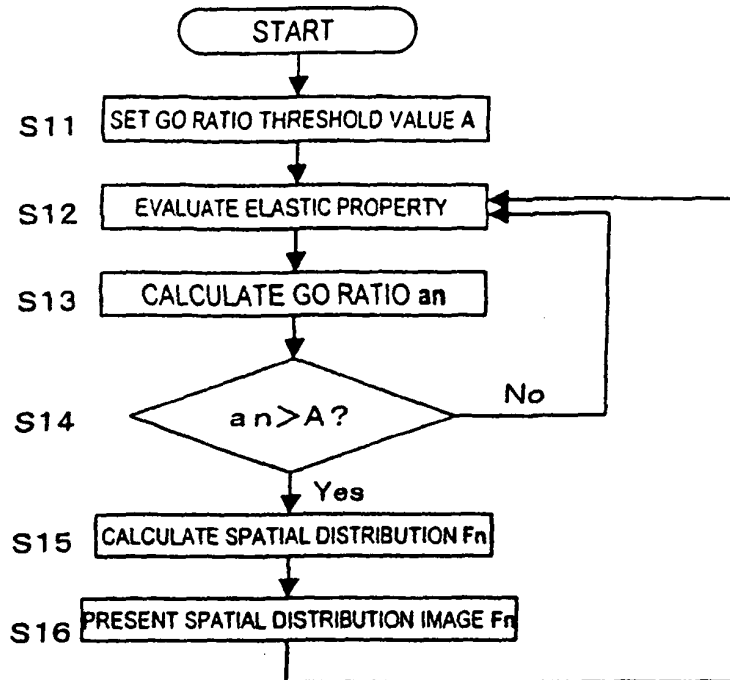 START
S11 SET GO RATIO THRESHOLD VALUE A
S12 EVALUATE ELASTIC PROPERTY
S13 CALCULATE GO RATIO an
S14 an>A?
No
Yes
S15 CALCULATE SPATIAL DISTRIBUTION Fn
S16 PRESENT SPATIAL DISTRIBUTION IMAGE Fn